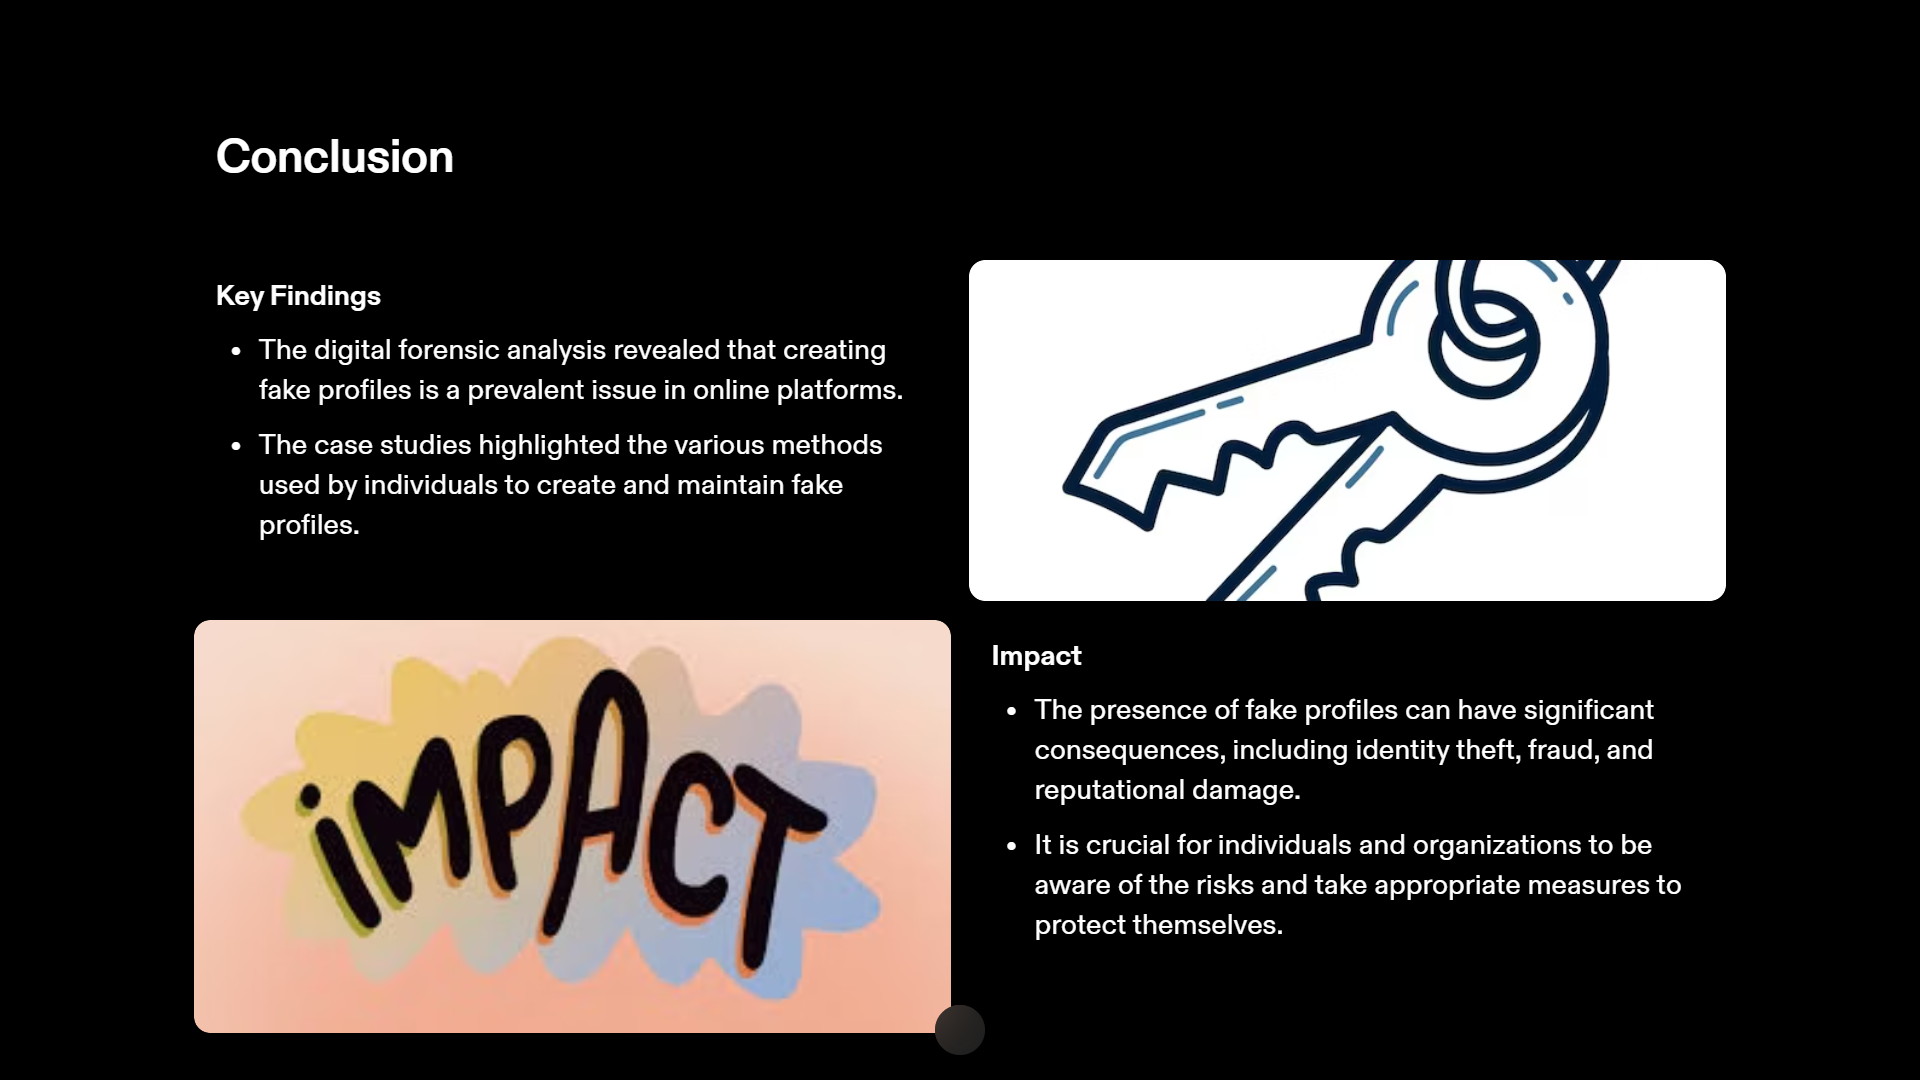 Conclusion
Key Findings
• The digital forensic analysis revealed that creating
fake profiles is a prevalent issue in online platforms.
• The case studies highlighted the various methods
used by individuals to create and maintain fake
profiles.
iMPACT
Impact
• The presence of fake profiles can have significant
consequences, including identity theft, fraud, and
reputational damage.
• It is crucial for individuals and organizations to be
aware of the risks and take appropriate measures to
protect themselves.